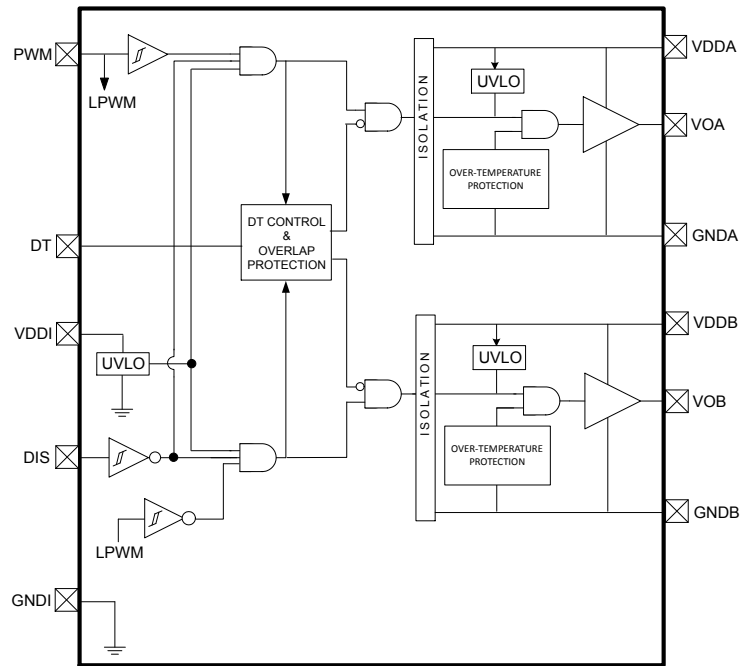 PWM
LPWM
DT
VDDI
UVLO
DIS
LPWM
GNDI
DT CONTROL
&
OVERLAP
PROTECTION
ISOLATION
UVLO
OVER-TEMPERATURE
PROTECTION
VDDA
VOA
GNDA
ISOLATION
UVLO
OVER-TEMPERATURE
PROTECTION
VDDB
VOB
GNDB